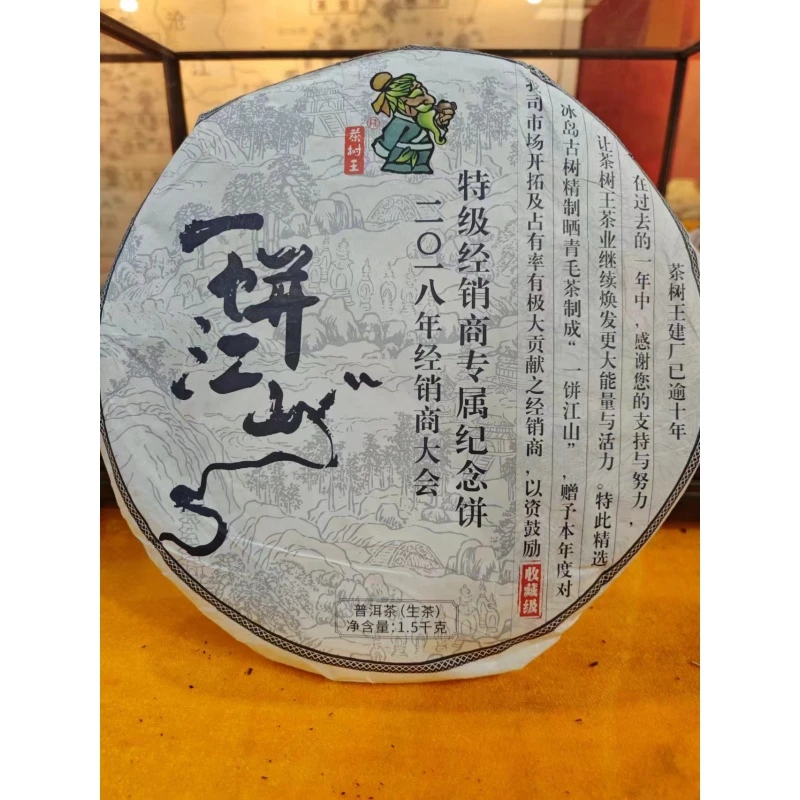 茶树王建厂已逾十年
在过去的一年中，感谢您的支持与努力，
让茶树王茶业继续焕发更大能量与活力。特此精选
冰岛古树精制晒青毛茶制成“一饼江山”，赠予本年度对
我司市场开拓及占有率有极大贡献之经销商，以资鼓励
收藏级
特级经销商专属纪念饼
二〇一八年经销商大会
茶树王
一饼江山
普洱茶（生茶）
净含量：1.5千克
沧
江